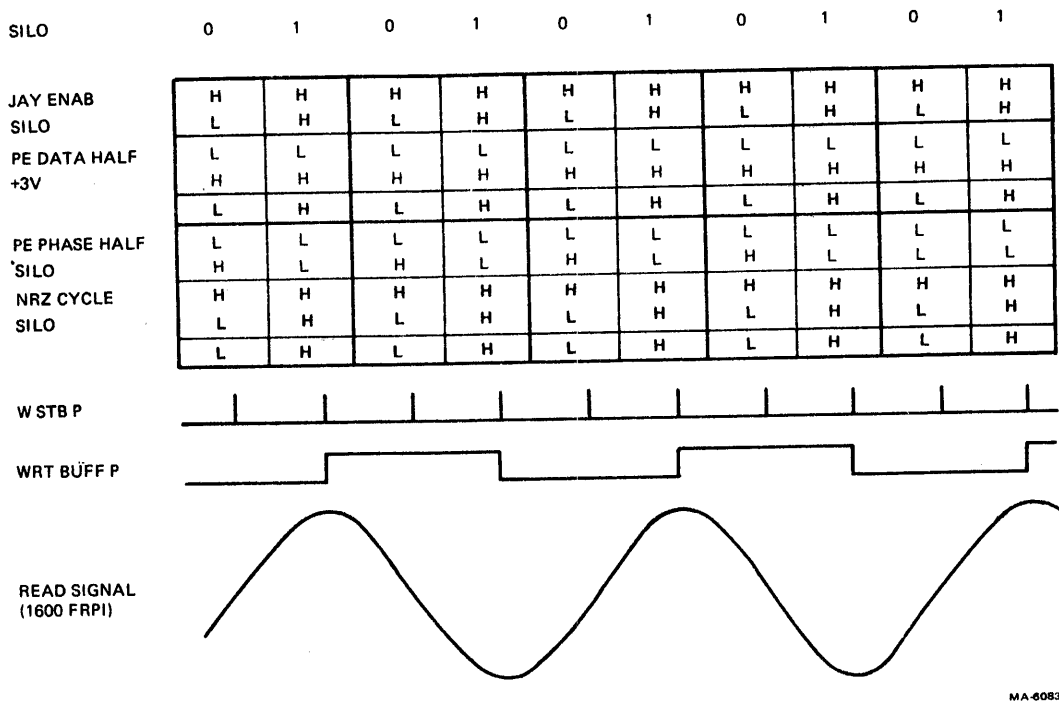 SILO 0 1 0 1 0 1 0 1 0 1
JAY ENAB H H H H H H H H H H
SILO L H L H L H L H L H
PE DATA HALF L L L L L L L L L L
+3V H H H H H H H H H H
L H L H L H L H L H
PE PHASE HALF L L L L L L L L L L
SILO H L H L H L H L L L
NRZ CYCLE H H H H H H H H H H
SILO L H L H L H L H L H
L H L H L H L H L H
W STB P
WRT BUFF P
READ SIGNAL
(1600 FRPI)
MA-6083